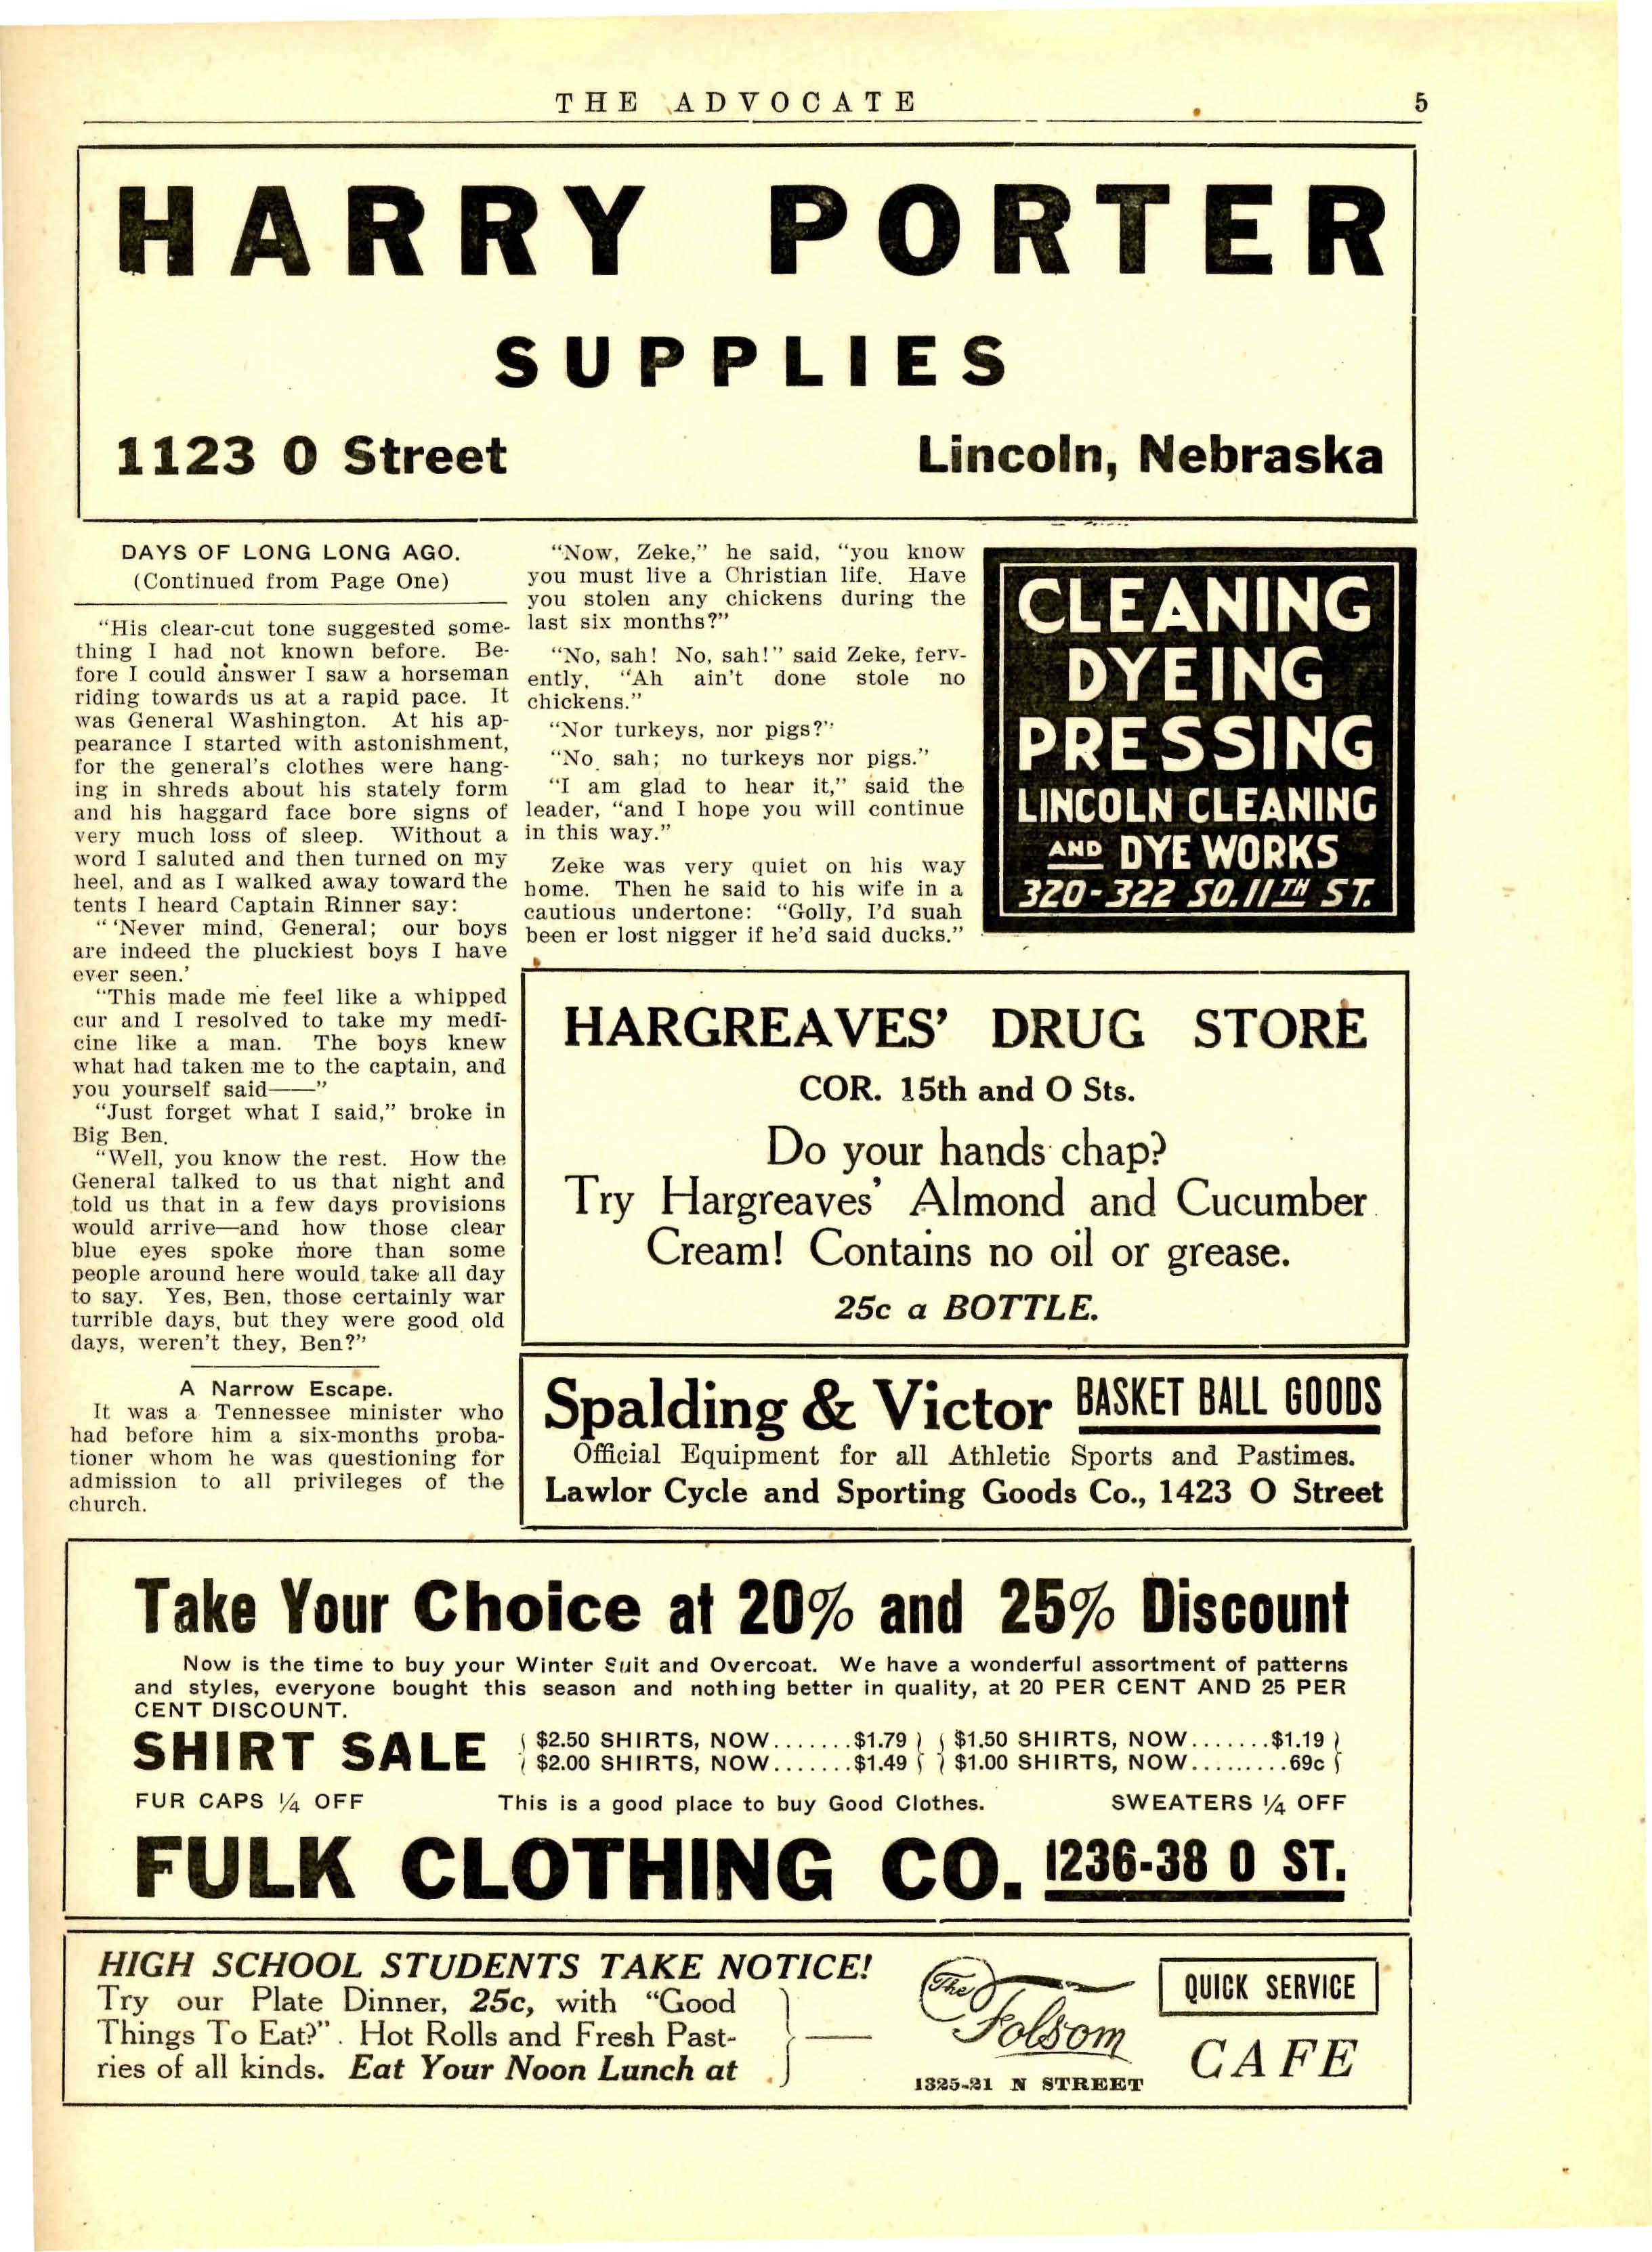 THE ADVOCATE 5
HARRY PORTER
SUPPLIES
1123 O Street Lincoln, Nebraska
DAYS OF LONG LONG AGO.
(Continued from Page One)
"His clear-cut tone suggested some-
thing I had not known before. Be-
fore I could answer I saw a horseman
riding towards us at a rapid pace. It
was General Washington. At his ap-
pearance I started with astonishment,
for the general's clothes were hang-
ing in shreds about his stately form
and his haggard face bore signs of
very much loss of sleep. Without a
word I saluted and then turned on my
heel, and as I walked away toward the
tents I heard Captain Rinner say:
"'Never mind, General; our boys
are indeed the pluckiest boys I have
ever seen.'
"This made me feel like a whipped
cur and I resolved to take my medi-
cine like a man. The boys knew
what had taken me to the captain, and
you yourself said——"
"Just forget what I said," broke in
Big Ben.
"Well, you know the rest. How the
General talked to us that night and
told us that in a few days provisions
would arrive—and how those clear
blue eyes spoke more than some
people around here would take all day
to say. Yes, Ben, those certainly war
turrible days, but they were good old
days, weren't they, Ben?"
A Narrow Escape.
It was a Tennessee minister who
had before him a six-months proba-
tioner whom he was questioning for
admission to all privileges of the
church.
"Now, Zeke," he said, "you know
you must live a Christian life. Have
you stolen any chickens during the
last six months?"
"No, sah! No, sah!" said Zeke, ferv-
ently, "Ah ain't done stole no
chickens."
"Nor turkeys, nor pigs?"
"No, sah; no turkeys nor pigs."
"I am glad to hear it," said the
leader, "and I hope you will continue
in this way."
Zeke was very quiet on his way
home. Then he said to his wife in a
cautious undertone: "Golly, I'd suah
been er lost nigger if he'd said ducks."
CLEANING
DYEING
PRESSING
LINCOLN CLEANING
AND DYE WORKS
320-322 SO. 11TH ST.
HARGREAVES' DRUG STORE
COR. 15th and O Sts.
Do your hands chap?
Try Hargreaves' Almond and Cucumber
Cream! Contains no oil or grease.
25c a BOTTLE.
Spalding & Victor BASKET BALL GOODS
Official Equipment for all Athletic Sports and Pastimes.
Lawlor Cycle and Sporting Goods Co., 1423 O Street
Take Your Choice at 20% and 25% Discount
Now is the time to buy your Winter Suit and Overcoat. We have a wonderful assortment of patterns
and styles, everyone bought this season and nothing better in quality, at 20 PER CENT AND 25 PER
CENT DISCOUNT.
SHIRT SALE
$2.50 SHIRTS, NOW.......$1.79 $1.50 SHIRTS, NOW.......$1.19
$2.00 SHIRTS, NOW.......$1.49 $1.00 SHIRTS, NOW.........69c
FUR CAPS ¼ OFF This is a good place to buy Good Clothes. SWEATERS ¼ OFF
FULK CLOTHING CO. 1236-38 O ST.
HIGH SCHOOL STUDENTS TAKE NOTICE!
Try our Plate Dinner, 25c, with "Good
Things To Eat?". Hot Rolls and Fresh Past-
ries of all kinds. Eat Your Noon Lunch at
The Folsom
1325-21 N STREET
QUICK SERVICE
CAFE